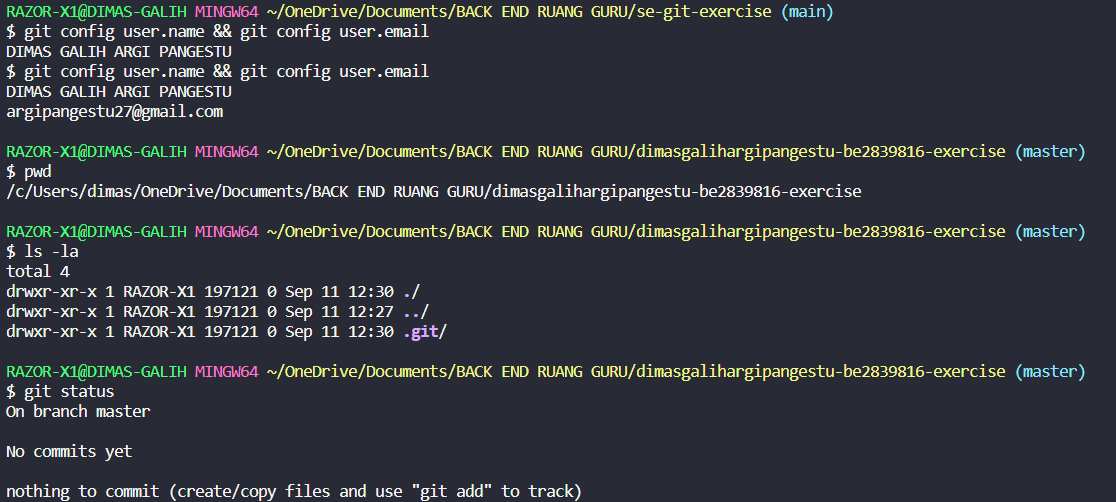 RAZOR-X1@DIMAS-GALIH MINGW64 ~/OneDrive/Documents/BACK END RUANG GURU/se-git-exercise (main)
$ git config user.name && git config user.email
DIMAS GALIH ARGI PANGESTU
$ git config user.name && git config user.email
DIMAS GALIH ARGI PANGESTU
argipangestu27@gmail.com
RAZOR-X1@DIMAS-GALIH MINGW64 ~/OneDrive/Documents/BACK END RUANG GURU/dimasgalihargipangestu-be2839816-exercise (master)
$ pwd
/c/Users/dimas/OneDrive/Documents/BACK END RUANG GURU/dimasgalihargipangestu-be2839816-exercise
RAZOR-X1@DIMAS-GALIH MINGW64 ~/OneDrive/Documents/BACK END RUANG GURU/dimasgalihargipangestu-be2839816-exercise (master)
$ ls -la
total 4
drwxr-xr-x 1 RAZOR-X1 197121 0 Sep 11 12:30 ./
drwxr-xr-x 1 RAZOR-X1 197121 0 Sep 11 12:27 ../
drwxr-xr-x 1 RAZOR-X1 197121 0 Sep 11 12:30 .git/
RAZOR-X1@DIMAS-GALIH MINGW64 ~/OneDrive/Documents/BACK END RUANG GURU/dimasgalihargipangestu-be2839816-exercise (master)
$ git status
On branch master
No commits yet
nothing to commit (create/copy files and use "git add" to track)